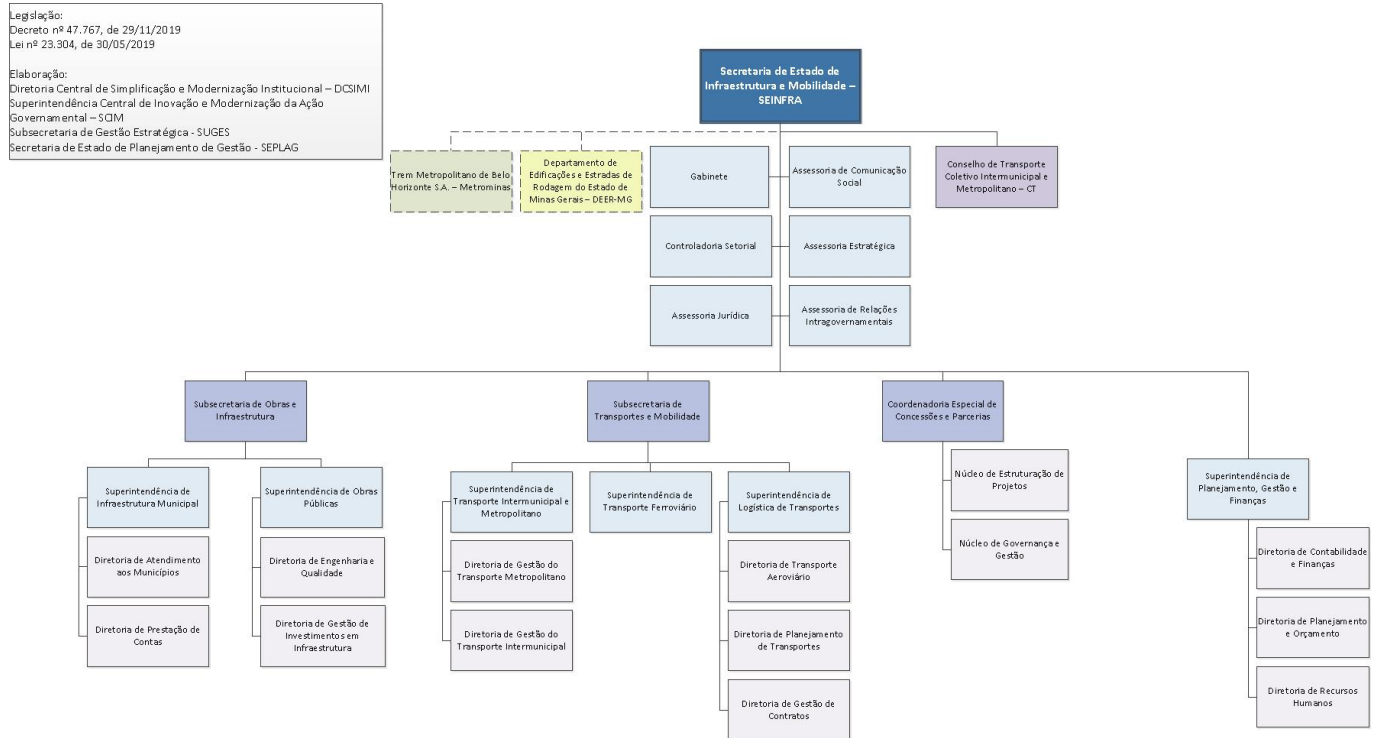 Legislação:
Decreto nº 47.767, de 29/11/2019
Lei nº 23.304, de 30/05/2019
Elaboração:
Diretoria Central de Simplificação e Modernização Institucional – DCSIMI
Superintendência Central de Inovação e Modernização da Ação
Governamental – SCIM
Subsecretaria de Gestão Estratégica - SUGES
Secretaria de Estado de Planejamento de Gestão - SEPLAG
Secretaria de Estado de
Infraestrutura e Mobilidade –
SEINFRA
Trem Metropolitano de Belo
Horizonte S.A. – Metrominas
Departamento de
Edificações e Estradas de
Rodagem do Estado de
Minas Gerais – DEER-MG
Gabinete
Assessoria de Comunicação
Social
Conselho de Transporte
Coletivo Intermunicipal e
Metropolitano – CT
Controladoria Setorial
Assessoria Estratégica
Assessoria Jurídica
Assessoria de Relações
Intragovernamentais
Subsecretaria de Obras e
Infraestrutura
Subsecretaria de
Transportes e Mobilidade
Coordenadoria Especial de
Concessões e Parcerias
Superintendência de
Infraestrutura Municipal
Superintendência de Obras
Públicas
Superintendência de
Transporte Intermunicipal e
Metropolitano
Superintendência de
Transporte Ferroviário
Superintendência de
Logística de Transportes
Núcleo de Estruturação de
Projetos
Superintendência de
Planejamento, Gestão e
Finanças
Diretoria de Atendimento
aos Municípios
Diretoria de Engenharia e
Qualidade
Diretoria de Gestão do
Transporte Metropolitano
Diretoria de Transporte
Aeroviário
Núcleo de Governança e
Gestão
Diretoria de Contabilidade
e Finanças
Diretoria de Prestação de
Contas
Diretoria de Gestão de
Investimentos em
Infraestrutura
Diretoria de Gestão do
Transporte Intermunicipal
Diretoria de Planejamento
de Transportes
Diretoria de Planejamento
e Orçamento
Diretoria de Gestão de
Contratos
Diretoria de Recursos
Humanos